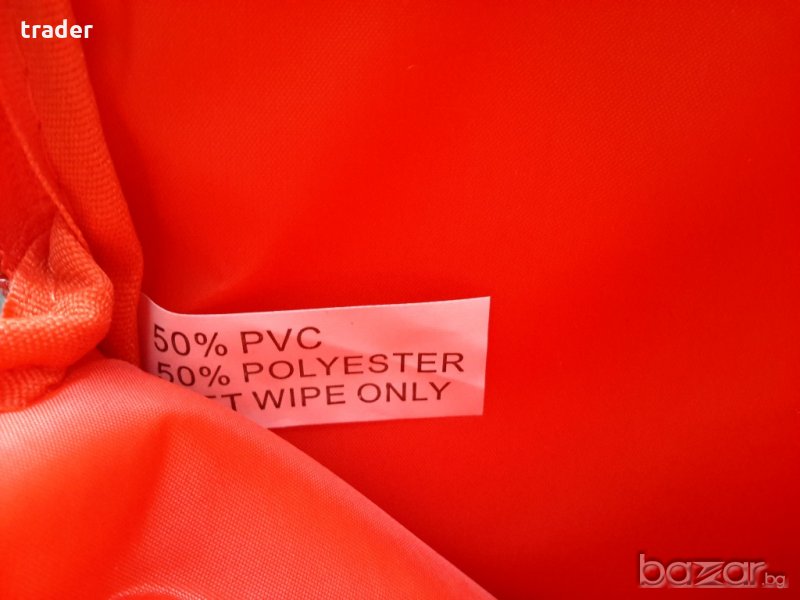 trader
50% PVC
50% POLYESTER
WIPE ONLY
bazar.bg